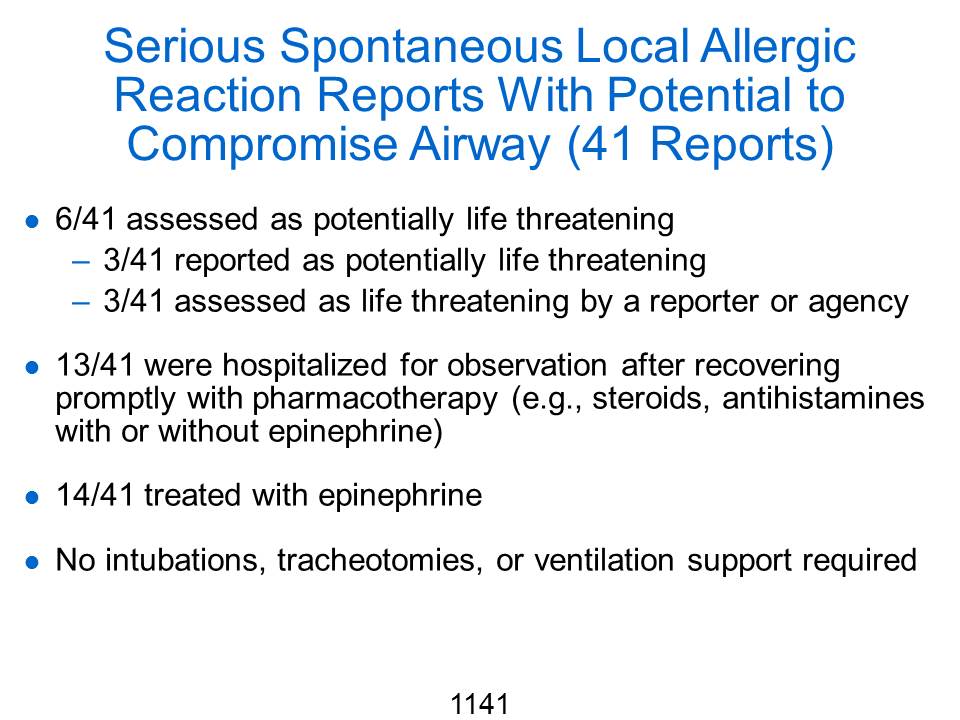 Serious Spontaneous Local Allergic
Reaction Reports With Potential to
Compromise Airway (41 Reports)
● 6/41 assessed as potentially life threatening
– 3/41 reported as potentially life threatening
– 3/41 assessed as life threatening by a reporter or agency
● 13/41 were hospitalized for observation after recovering
promptly with pharmacotherapy (e.g., steroids, antihistamines
with or without epinephrine)
● 14/41 treated with epinephrine
● No intubations, tracheotomies, or ventilation support required
1141